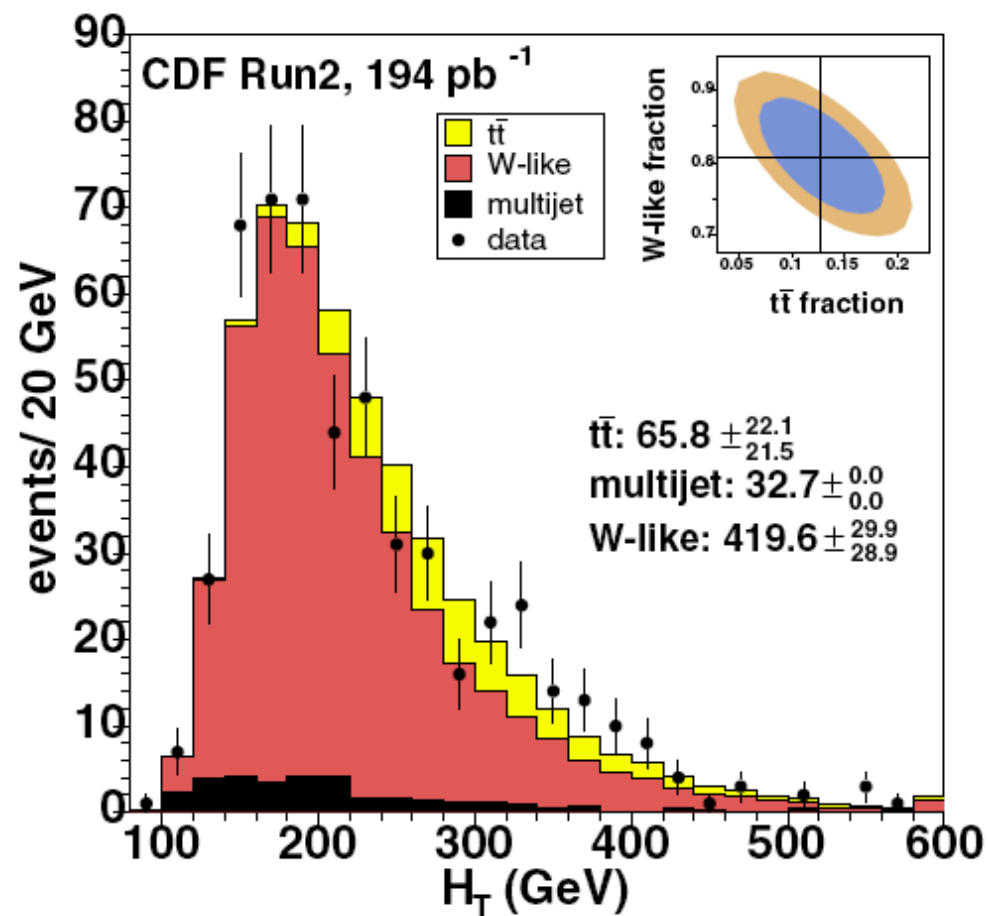 CDF Run2, 194 pb ⁻¹
tt̄
W-like
multijet
data
W-like fraction
0.9
0.8
0.7
0.05 0.1 0.15 0.2
tt̄ fraction
tt̄: 65.8 ± 22.1 21.5
multijet: 32.7 ± 0.0 0.0
W-like: 419.6 ± 29.9 28.9
events/ 20 GeV
90
80
70
60
50
40
30
20
10
0
100 200 300 400 500 600
H_T (GeV)